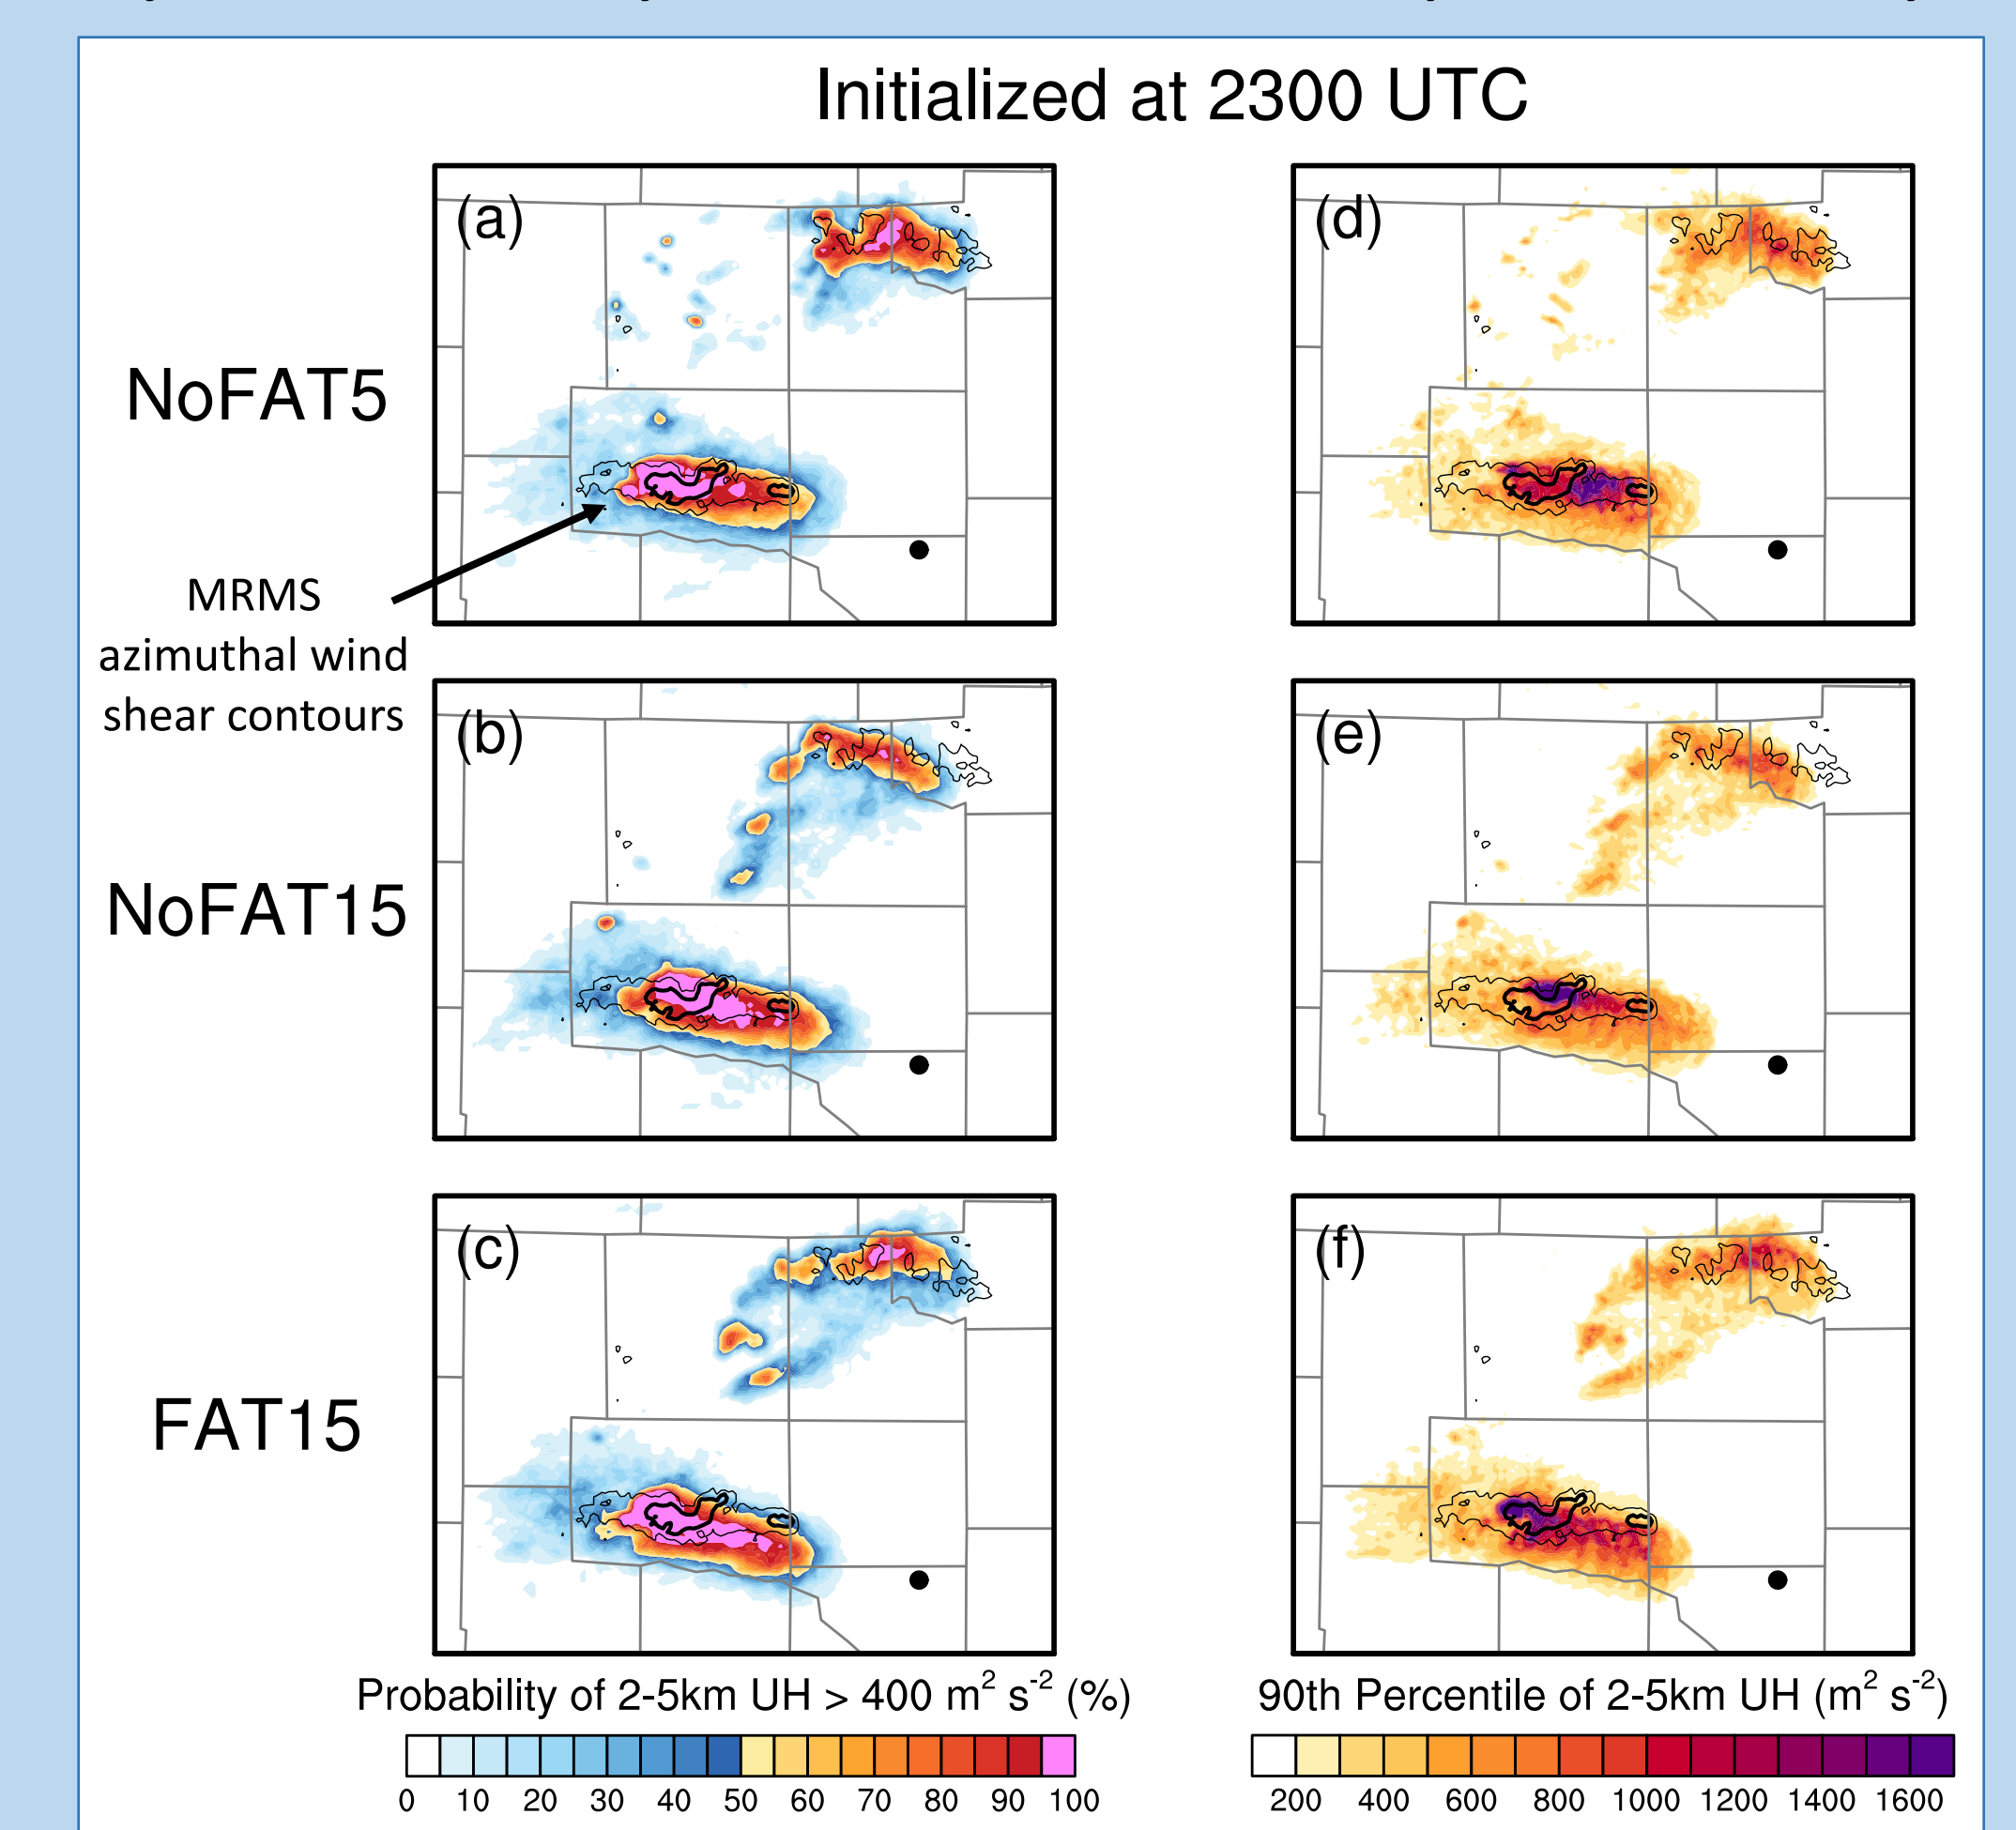 Initialized at 2300 UTC
(a)
(d)
NoFAT5
MRMS
azimuthal wind
shear contours
(b)
(e)
NoFAT15
(c)
(f)
FAT15
Probability of 2-5km UH > 400 m² s⁻² (%)
90th Percentile of 2-5km UH (m² s⁻²)
0 10 20 30 40 50 60 70 80 90 100
200 400 600 800 1000 1200 1400 1600